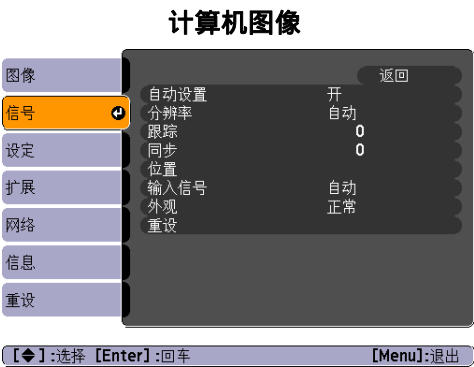 计算机图像
图像
信号
设定
扩展
网络
信息
重设
返回
自动设置 开
分辨率 自动
跟踪 0
同步 0
位置
输入信号 自动
外观 正常
重设
[◆]:选择 [Enter]:回车 [Menu]:退出